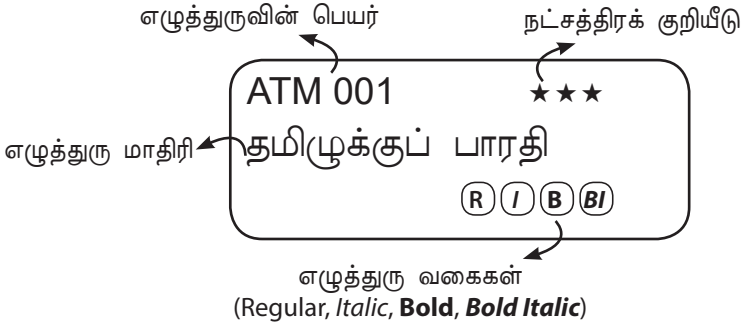 எழுத்துருவின் பெயர்
நட்சத்திரக் குறியீடு
ATM 001 ★★★
எழுத்துரு மாதிரி
தமிழுக்குப் பாரதி
R I B BI
எழுத்துரு வகைகள்
(Regular, Italic, Bold, Bold Italic)